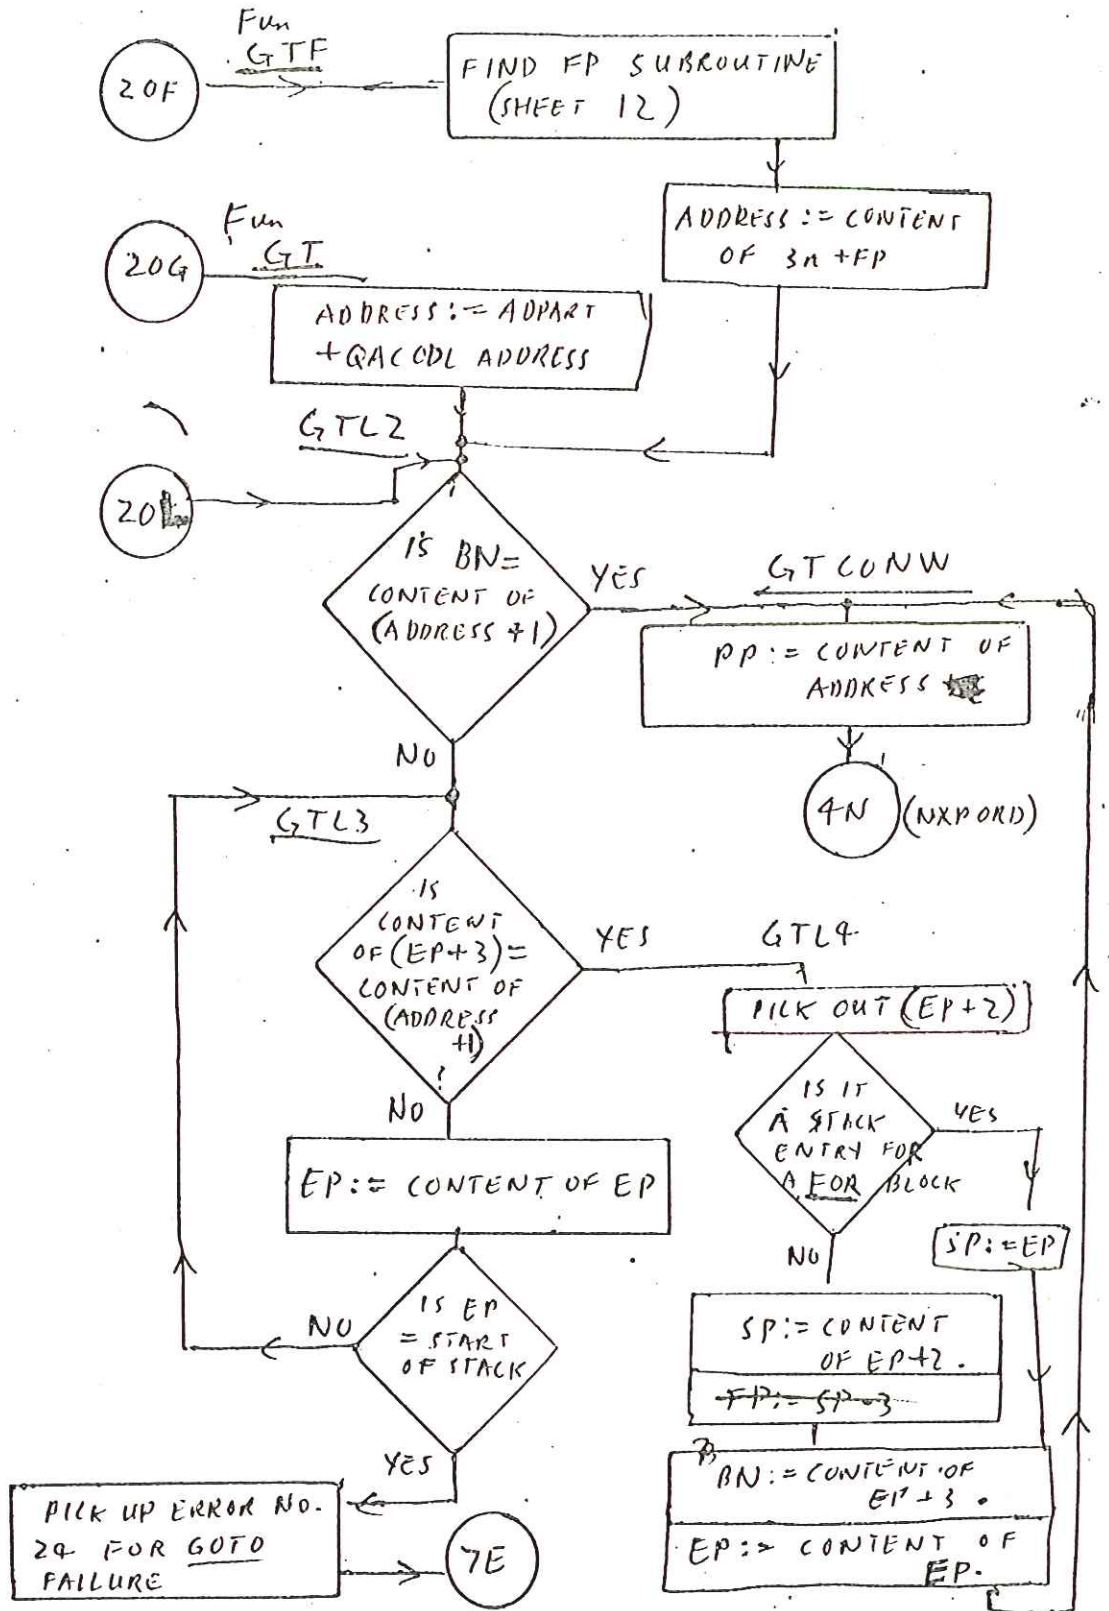 Fun
GTF
20F
FIND FP SUBROUTINE
(SHEET 12)
ADDRESS := CONTENT
OF 3n + FP
Fun
GT
20G
ADDRESS := ADPART
+ QACODL ADDRESS
GTL2
20L
IS BN =
CONTENT OF
(ADDRESS + 1)
?
YES
GTCONW
PP := CONTENT OF
ADDRESS
4N (NXPORD)
NO
GTL3
IS
CONTENT
OF (EP+3) =
CONTENT OF
(ADDRESS
+1)
?
YES
GTL4
PICK OUT (EP+2)
IS IT
A STACK
ENTRY FOR
A FOR BLOCK
YES
SP := EP
NO
SP := CONTENT
OF EP+2.
FP := SP-3
BN := CONTENT OF
EP + 3.
EP := CONTENT OF
EP.
NO
EP := CONTENT OF EP
IS EP
= START
OF STACK
NO
YES
PICK UP ERROR NO.
24 FOR GOTO
FAILURE
7E